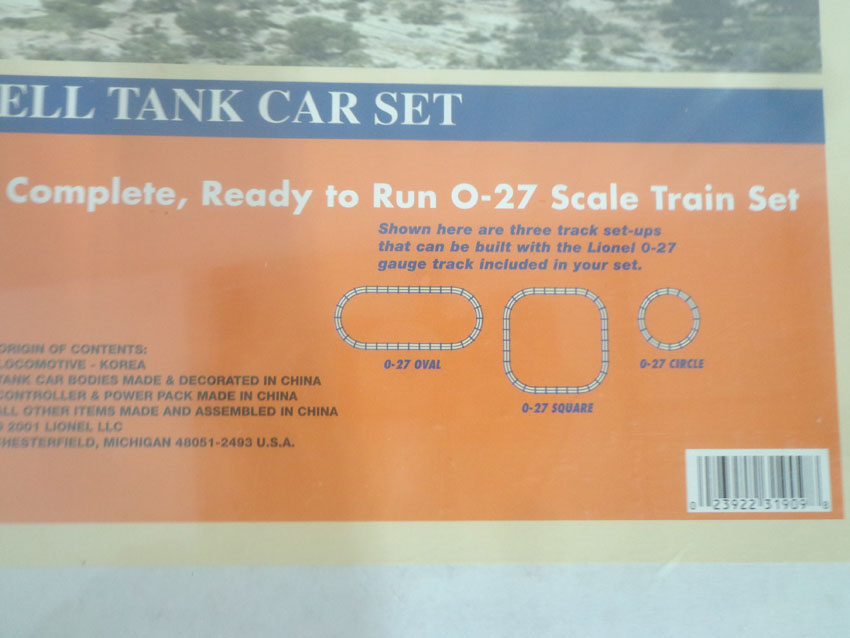 ELL TANK CAR SET
Complete, Ready to Run O-27 Scale Train Set
Shown here are three track set-ups
that can be built with the Lionel O-27
gauge track included in your set.
O-27 OVAL
O-27 SQUARE
O-27 CIRCLE
ORIGIN OF CONTENTS:
LOCOMOTIVE - KOREA
TANK CAR BODIES MADE & DECORATED IN CHINA
CONTROLLER & POWER PACK MADE IN CHINA
ALL OTHER ITEMS MADE AND ASSEMBLED IN CHINA
© 2001 LIONEL, LLC
CHESTERFIELD, MICHIGAN 48051-2493 U.S.A.
0 23922 31909 8